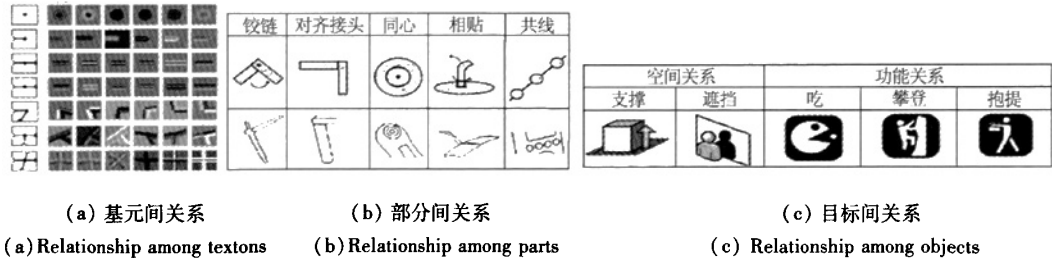 铰链 对齐接头 同心 相贴 共线
空间关系 功能关系
支撑 遮挡 吃 攀登 抱提
(a) 基元间关系
(a) Relationship among textons
(b) 部分间关系
(b) Relationship among parts
(c) 目标间关系
(c) Relationship among objects